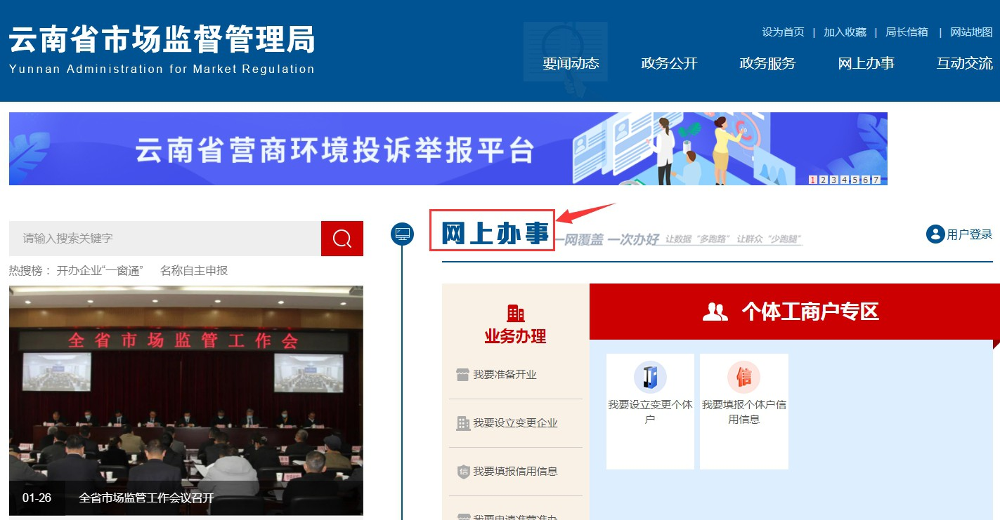 云南省市场监督管理局
Yunnan Administration for Market Regulation
设为首页 | 加入收藏 | 局长信箱 | 网站地图
要闻动态 政务公开 政务服务 网上办事 互动交流
云南省营商环境投诉举报平台
1 2 3 4 5 6 7
请输入搜索关键字
热搜榜： 开办企业“一窗通” 名称自主申报
全省市场监管工作会
01-26 全省市场监管工作会议召开
网上办事
一网覆盖 一次办好 让数据“多跑路” 让群众“少跑腿”
用户登录
业务办理
我要准备开业
我要设立变更企业
信 我要填报信用信息
我要申请准营准办
个体工商户专区
我要设立变更个体
户
信
我要填报个体户信
用信息